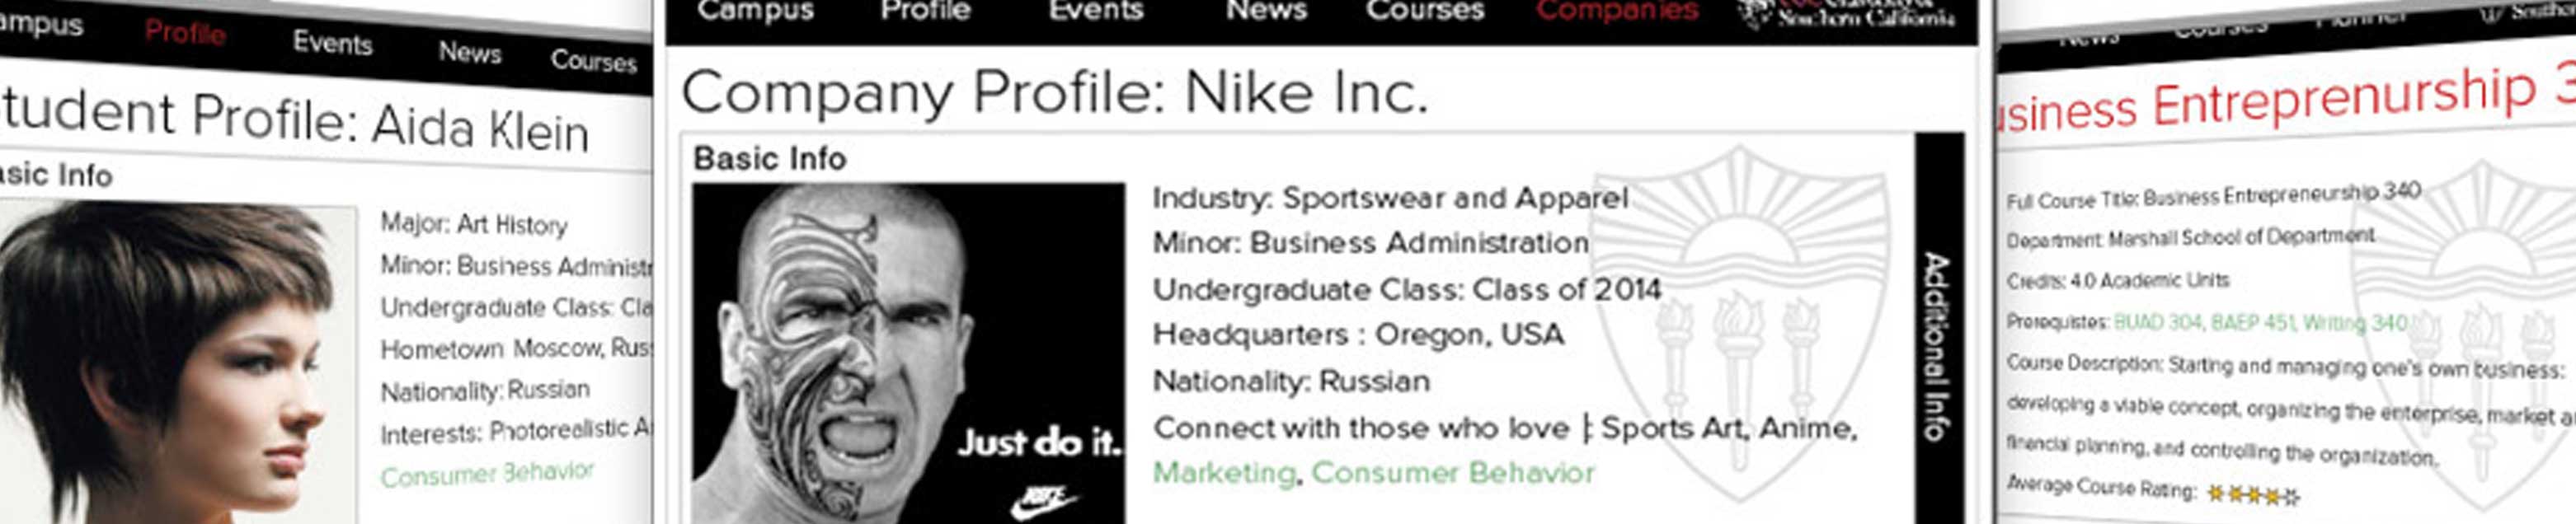 ampus Profile Events News Courses
tudent Profile: Aida Klein
asic Info
Major: Art History
Minor: Business Administr
Undergraduate Class: Cla
Hometown Moscow, Rus
Nationality: Russian
Interests: Photorealistic A
Consumer Behavior
Campus Profile Events News Courses Companies
Southern California
Company Profile: Nike Inc.
Basic Info
Just do it.
NIKE
Industry: Sportswear and Apparel
Minor: Business Administration
Undergraduate Class: Class of 2014
Headquarters : Oregon, USA
Nationality: Russian
Connect with those who love |: Sports Art, Anime,
Marketing, Consumer Behavior
Additional Info
News Courses Planner
usiness Entreprenurship 3
Full Course Title: Business Entrepreneurship 340
Department: Marshall School of Department
Credits: 4.0 Academic Units
Prerequistes: BUAD 304, BAEP 451, Writing 340
Course Description: Starting and managing one's own business:
developing a viable concept, organizing the enterprise, market a
financial planning, and controlling the organization.
Average Course Rating: